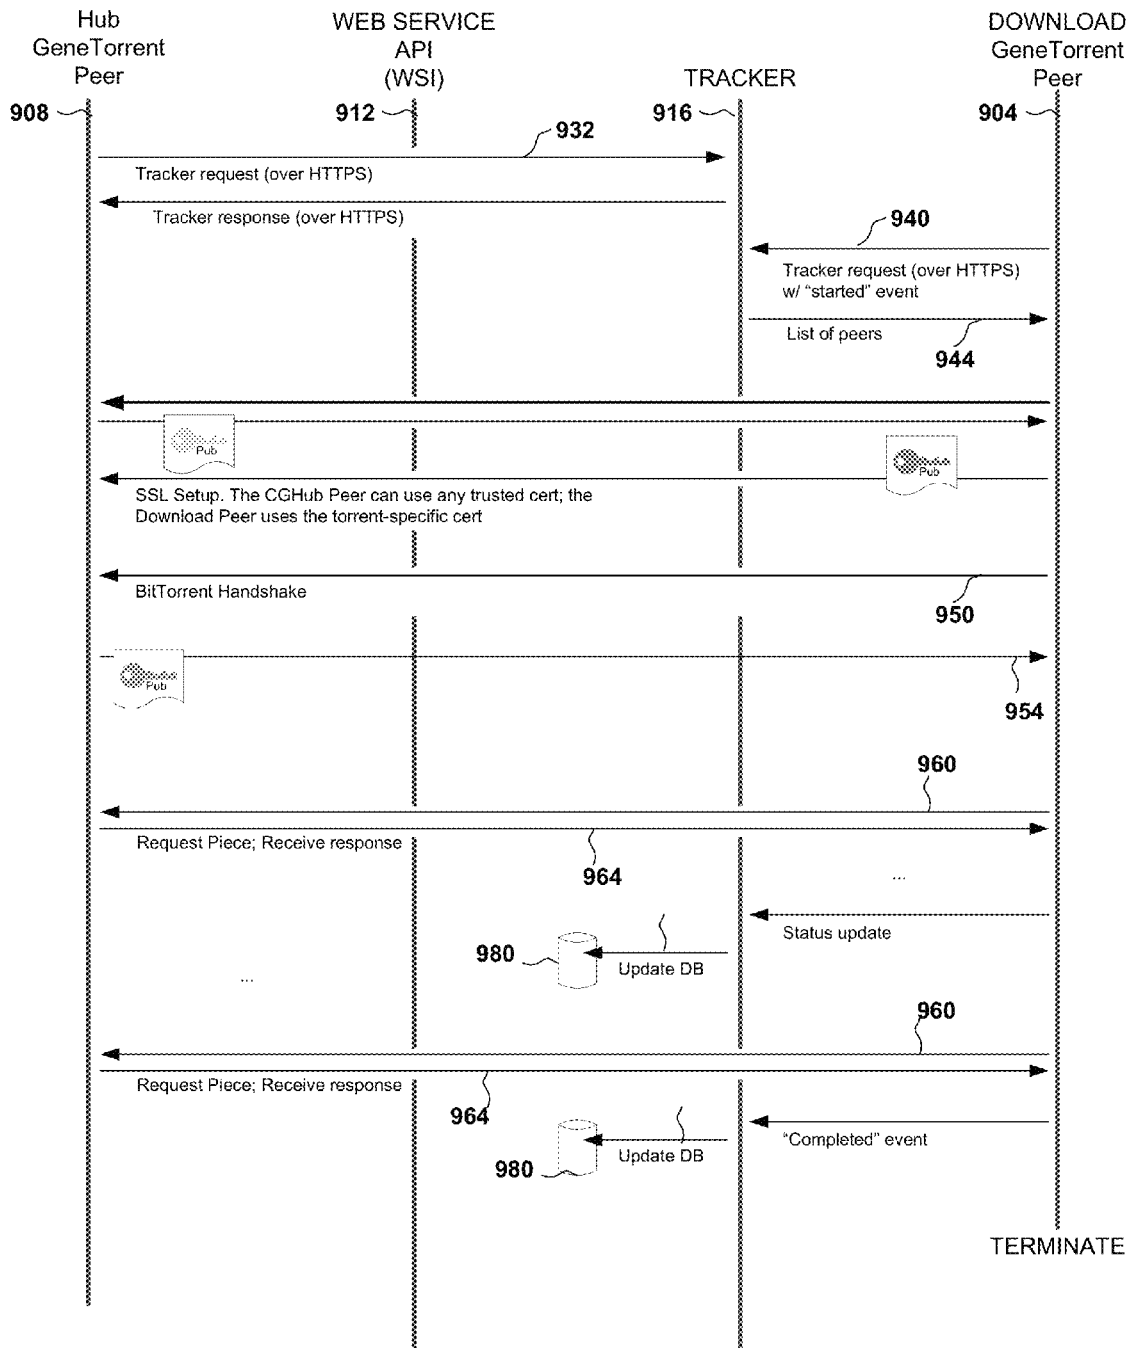 Hub
GeneTorrent
Peer
WEB SERVICE
API
(WSI)
TRACKER
DOWNLOAD
GeneTorrent
Peer
908
912
916
904
932
Tracker request (over HTTPS)
Tracker response (over HTTPS)
940
Tracker request (over HTTPS)
w/ “started” event
List of peers
944
Pub
Pub
SSL Setup. The CGHub Peer can use any trusted cert; the
Download Peer uses the torrent-specific cert
BitTorrent Handshake
950
Pub
954
960
Request Piece; Receive response
964
...
Status update
980
Update DB
...
960
Request Piece; Receive response
964
“Completed” event
Update DB
980
TERMINATE